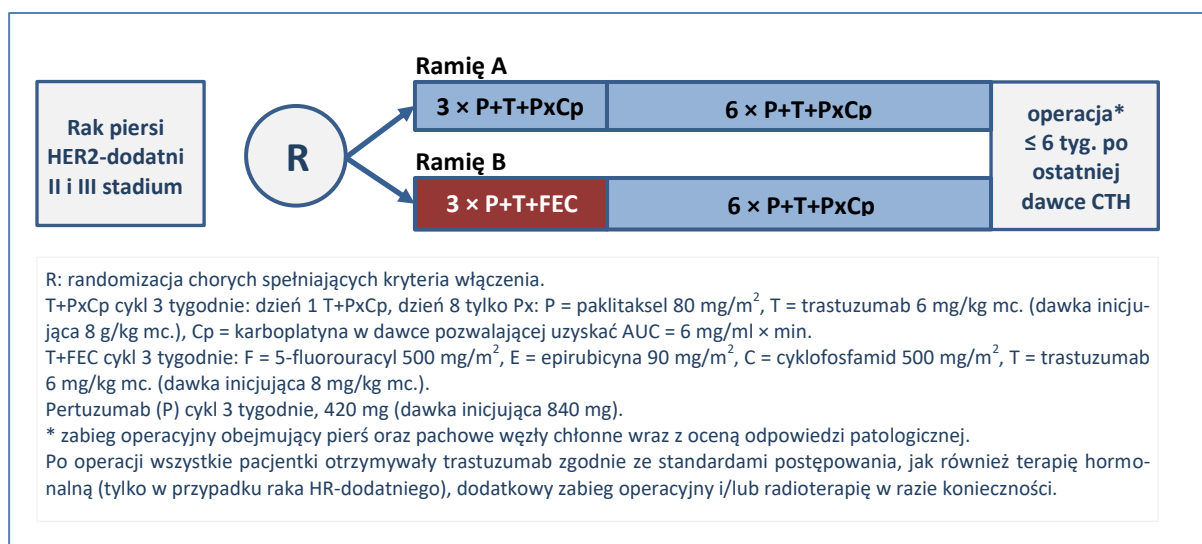 Rak piersi
HER2-dodatni
II i III stadium
R
Ramię A
3 × P+T+PxCp
6 × P+T+PxCp
Ramię B
3 × P+T+FEC
6 × P+T+PxCp
operacja*
≤ 6 tyg. po
ostatniej
dawce CTH
R: randomizacja chorych spełniających kryteria włączenia.
T+PxCp cykl 3 tygodnie: dzień 1 T+PxCp, dzień 8 tylko Px: P = paklitaksel 80 mg/m², T = trastuzumab 6 mg/kg mc. (dawka inicju-
jąca 8 g/kg mc.), Cp = karboplatyna w dawce pozwalającej uzyskać AUC = 6 mg/ml × min.
T+FEC cykl 3 tygodnie: F = 5-fluorouracyl 500 mg/m², E = epirubicyna 90 mg/m², C = cyklofosfamid 500 mg/m², T = trastuzumab
6 mg/kg mc. (dawka inicjująca 8 mg/kg mc.).
Pertuzumab (P) cykl 3 tygodnie, 420 mg (dawka inicjująca 840 mg).
* zabieg operacyjny obejmujący pierś oraz pachowe węzły chłonne wraz z oceną odpowiedzi patologicznej.
Po operacji wszystkie pacjentki otrzymywały trastuzumab zgodnie ze standardami postępowania, jak również terapię hormo-
nalną (tylko w przypadku raka HR-dodatniego), dodatkowy zabieg operacyjny i/lub radioterapię w razie konieczności.